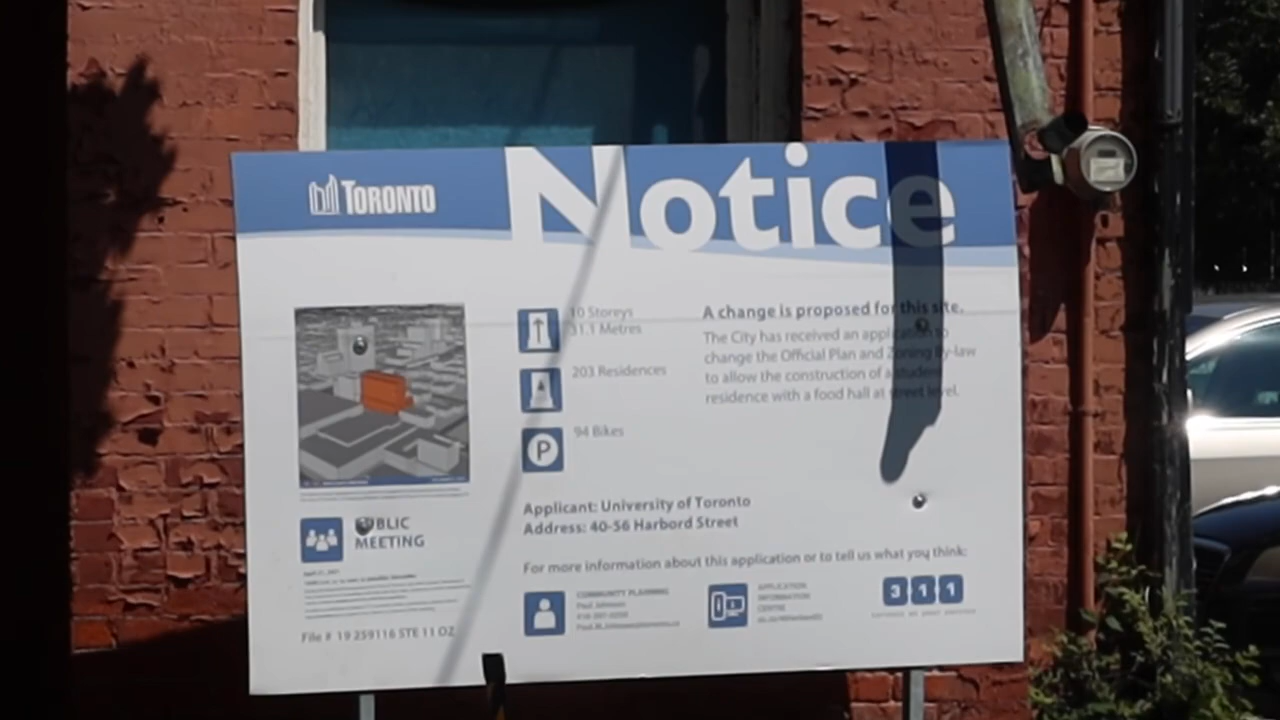 TORONTO
Notice
10 Storeys
31.1 Metres
203 Residences
94 Bikes
A change is proposed for this site.
The City has received an application to
change the Official Plan and Zoning By-law
to allow the construction of a student
residence with a food hall at street level.
PUBLIC
MEETING
File # 19 259116 STE 11 OZ
Applicant: University of Toronto
Address: 40-56 Harbord Street
For more information about this application or to tell us what you think:
COMMUNITY PLANNING
Paul Johnson
APPLICATION
INFORMATION
CENTRE
311